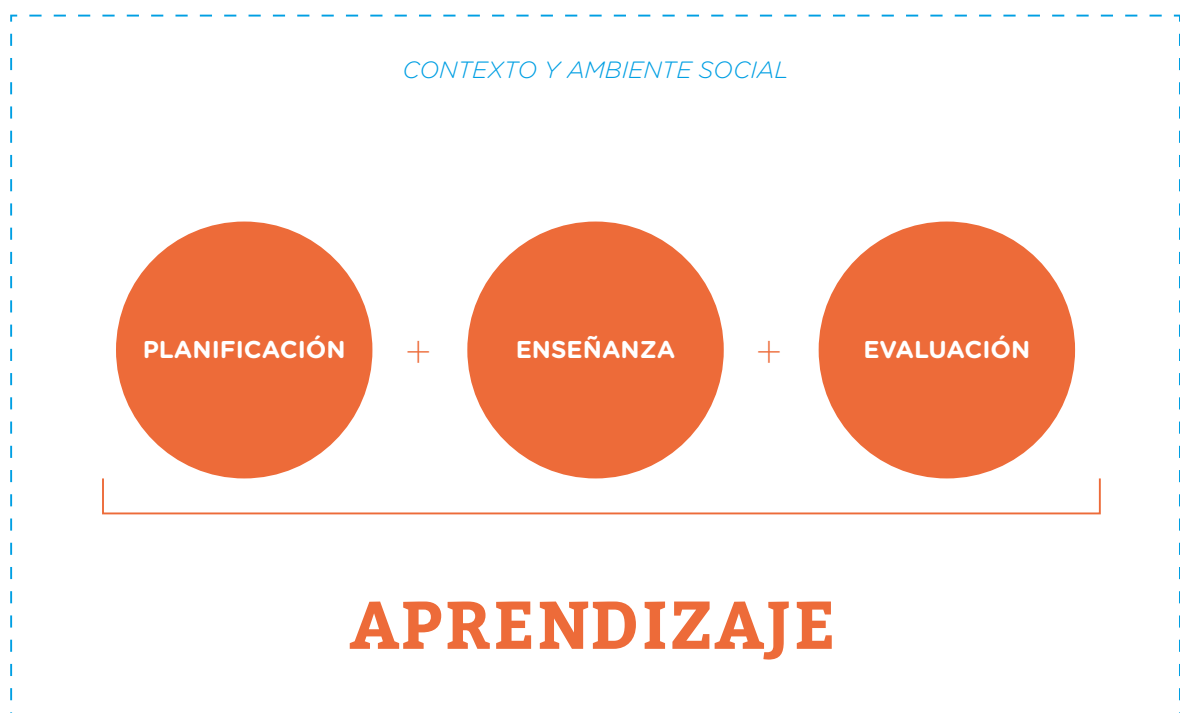 CONTEXTO Y AMBIENTE SOCIAL
PLANIFICACIÓN + ENSEÑANZA + EVALUACIÓN
APRENDIZAJE